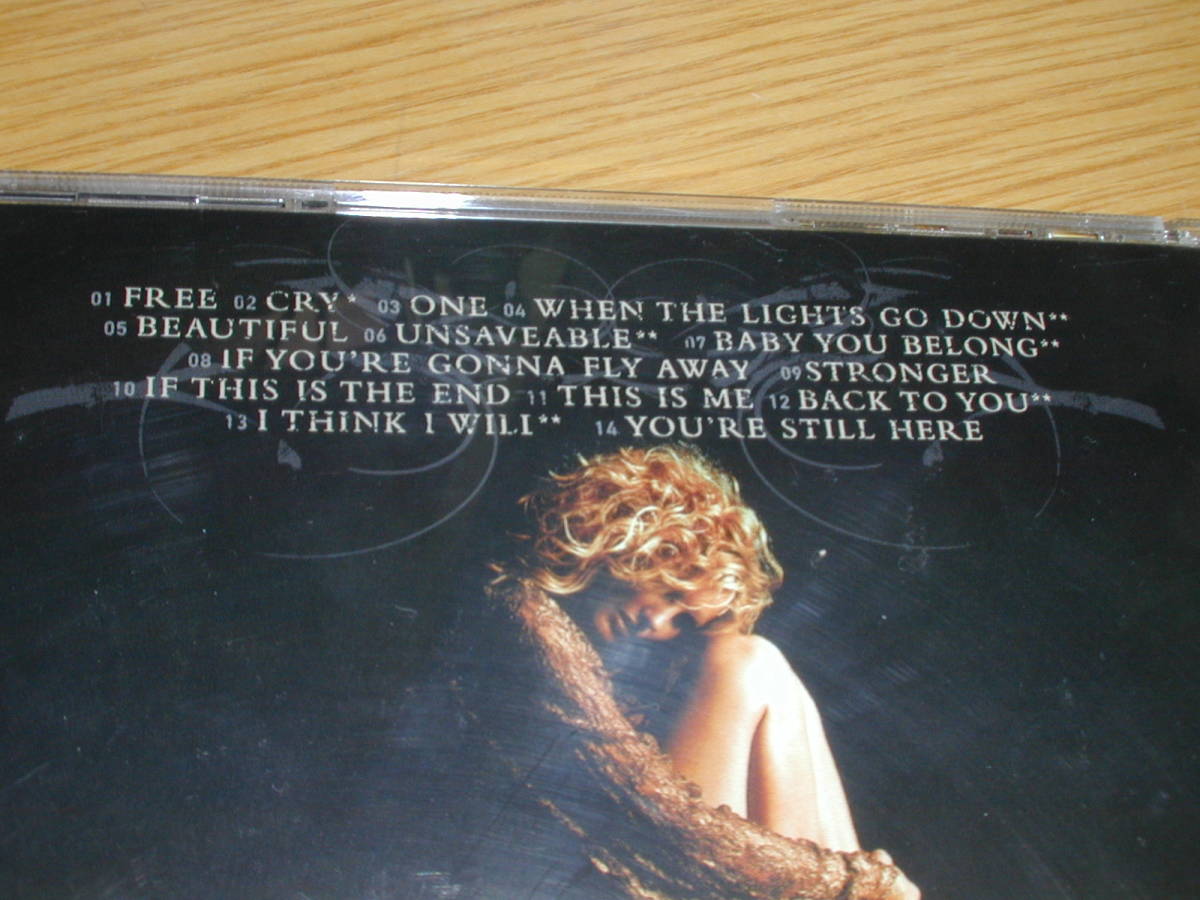 01 FREE 02 CRY* 03 ONE 04 WHEN THE LIGHTS GO DOWN**
05 BEAUTIFUL 06 UNSAVEABLE** 07 BABY YOU BELONG**
08 IF YOU'RE GONNA FLY AWAY 09 STRONGER
10 IF THIS IS THE END 11 THIS IS ME 12 BACK TO YOU**
13 I THINK I WILL** 14 YOU'RE STILL HERE